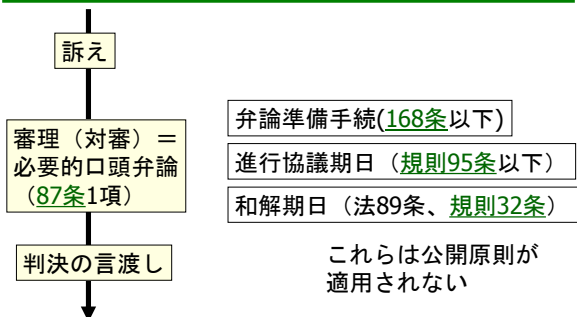 訴え
審理（対審）＝
必要的口頭弁論
（87条1項）
判決の言渡し
弁論準備手続(168条以下)
進行協議期日（規則95条以下）
和解期日（法89条、規則32条）
これらは公開原則が
適用されない